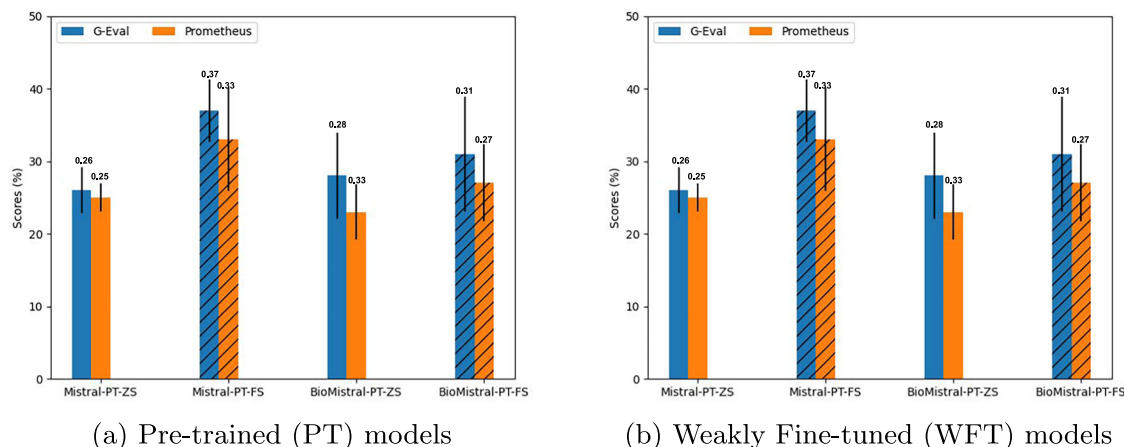 50
40
30
20
10
0
Scores (%)
G-Eval
Prometheus
0.26
0.25
0.37
0.33
0.28
0.33
0.31
0.27
Mistral-PT-ZS
Mistral-PT-FS
BioMistral-PT-ZS
BioMistral-PT-FS
(a) Pre-trained (PT) models
50
40
30
20
10
0
Scores (%)
G-Eval
Prometheus
0.26
0.25
0.37
0.33
0.28
0.33
0.31
0.27
Mistral-PT-ZS
Mistral-PT-FS
BioMistral-PT-ZS
BioMistral-PT-FS
(b) Weakly Fine-tuned (WFT) models